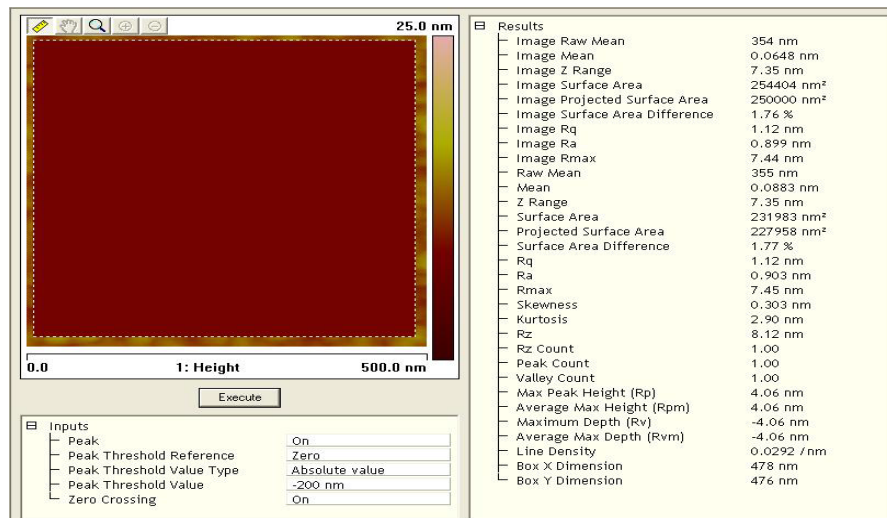 25.0 nm
0.0 1: Height 500.0 nm
Execute
Inputs
Peak On
Peak Threshold Reference Zero
Peak Threshold Value Type Absolute value
Peak Threshold Value -200 nm
Zero Crossing On
Results
Image Raw Mean 354 nm
Image Mean 0.0648 nm
Image Z Range 7.35 nm
Image Surface Area 254404 nm²
Image Projected Surface Area 250000 nm²
Image Surface Area Difference 1.76 %
Image Rq 1.12 nm
Image Ra 0.899 nm
Image Rmax 7.44 nm
Raw Mean 355 nm
Mean 0.0883 nm
Z Range 7.35 nm
Surface Area 231983 nm²
Projected Surface Area 227958 nm²
Surface Area Difference 1.77 %
Rq 1.12 nm
Ra 0.903 nm
Rmax 7.45 nm
Skewness 0.303 nm
Kurtosis 2.90 nm
Rz 8.12 nm
Rz Count 1.00
Peak Count 1.00
Valley Count 1.00
Max Peak Height (Rp) 4.06 nm
Average Max Height (Rpm) 4.06 nm
Maximum Depth (Rv) -4.06 nm
Average Max Depth (Rvm) -4.06 nm
Line Density 0.0292 /nm
Box X Dimension 478 nm
Box Y Dimension 476 nm